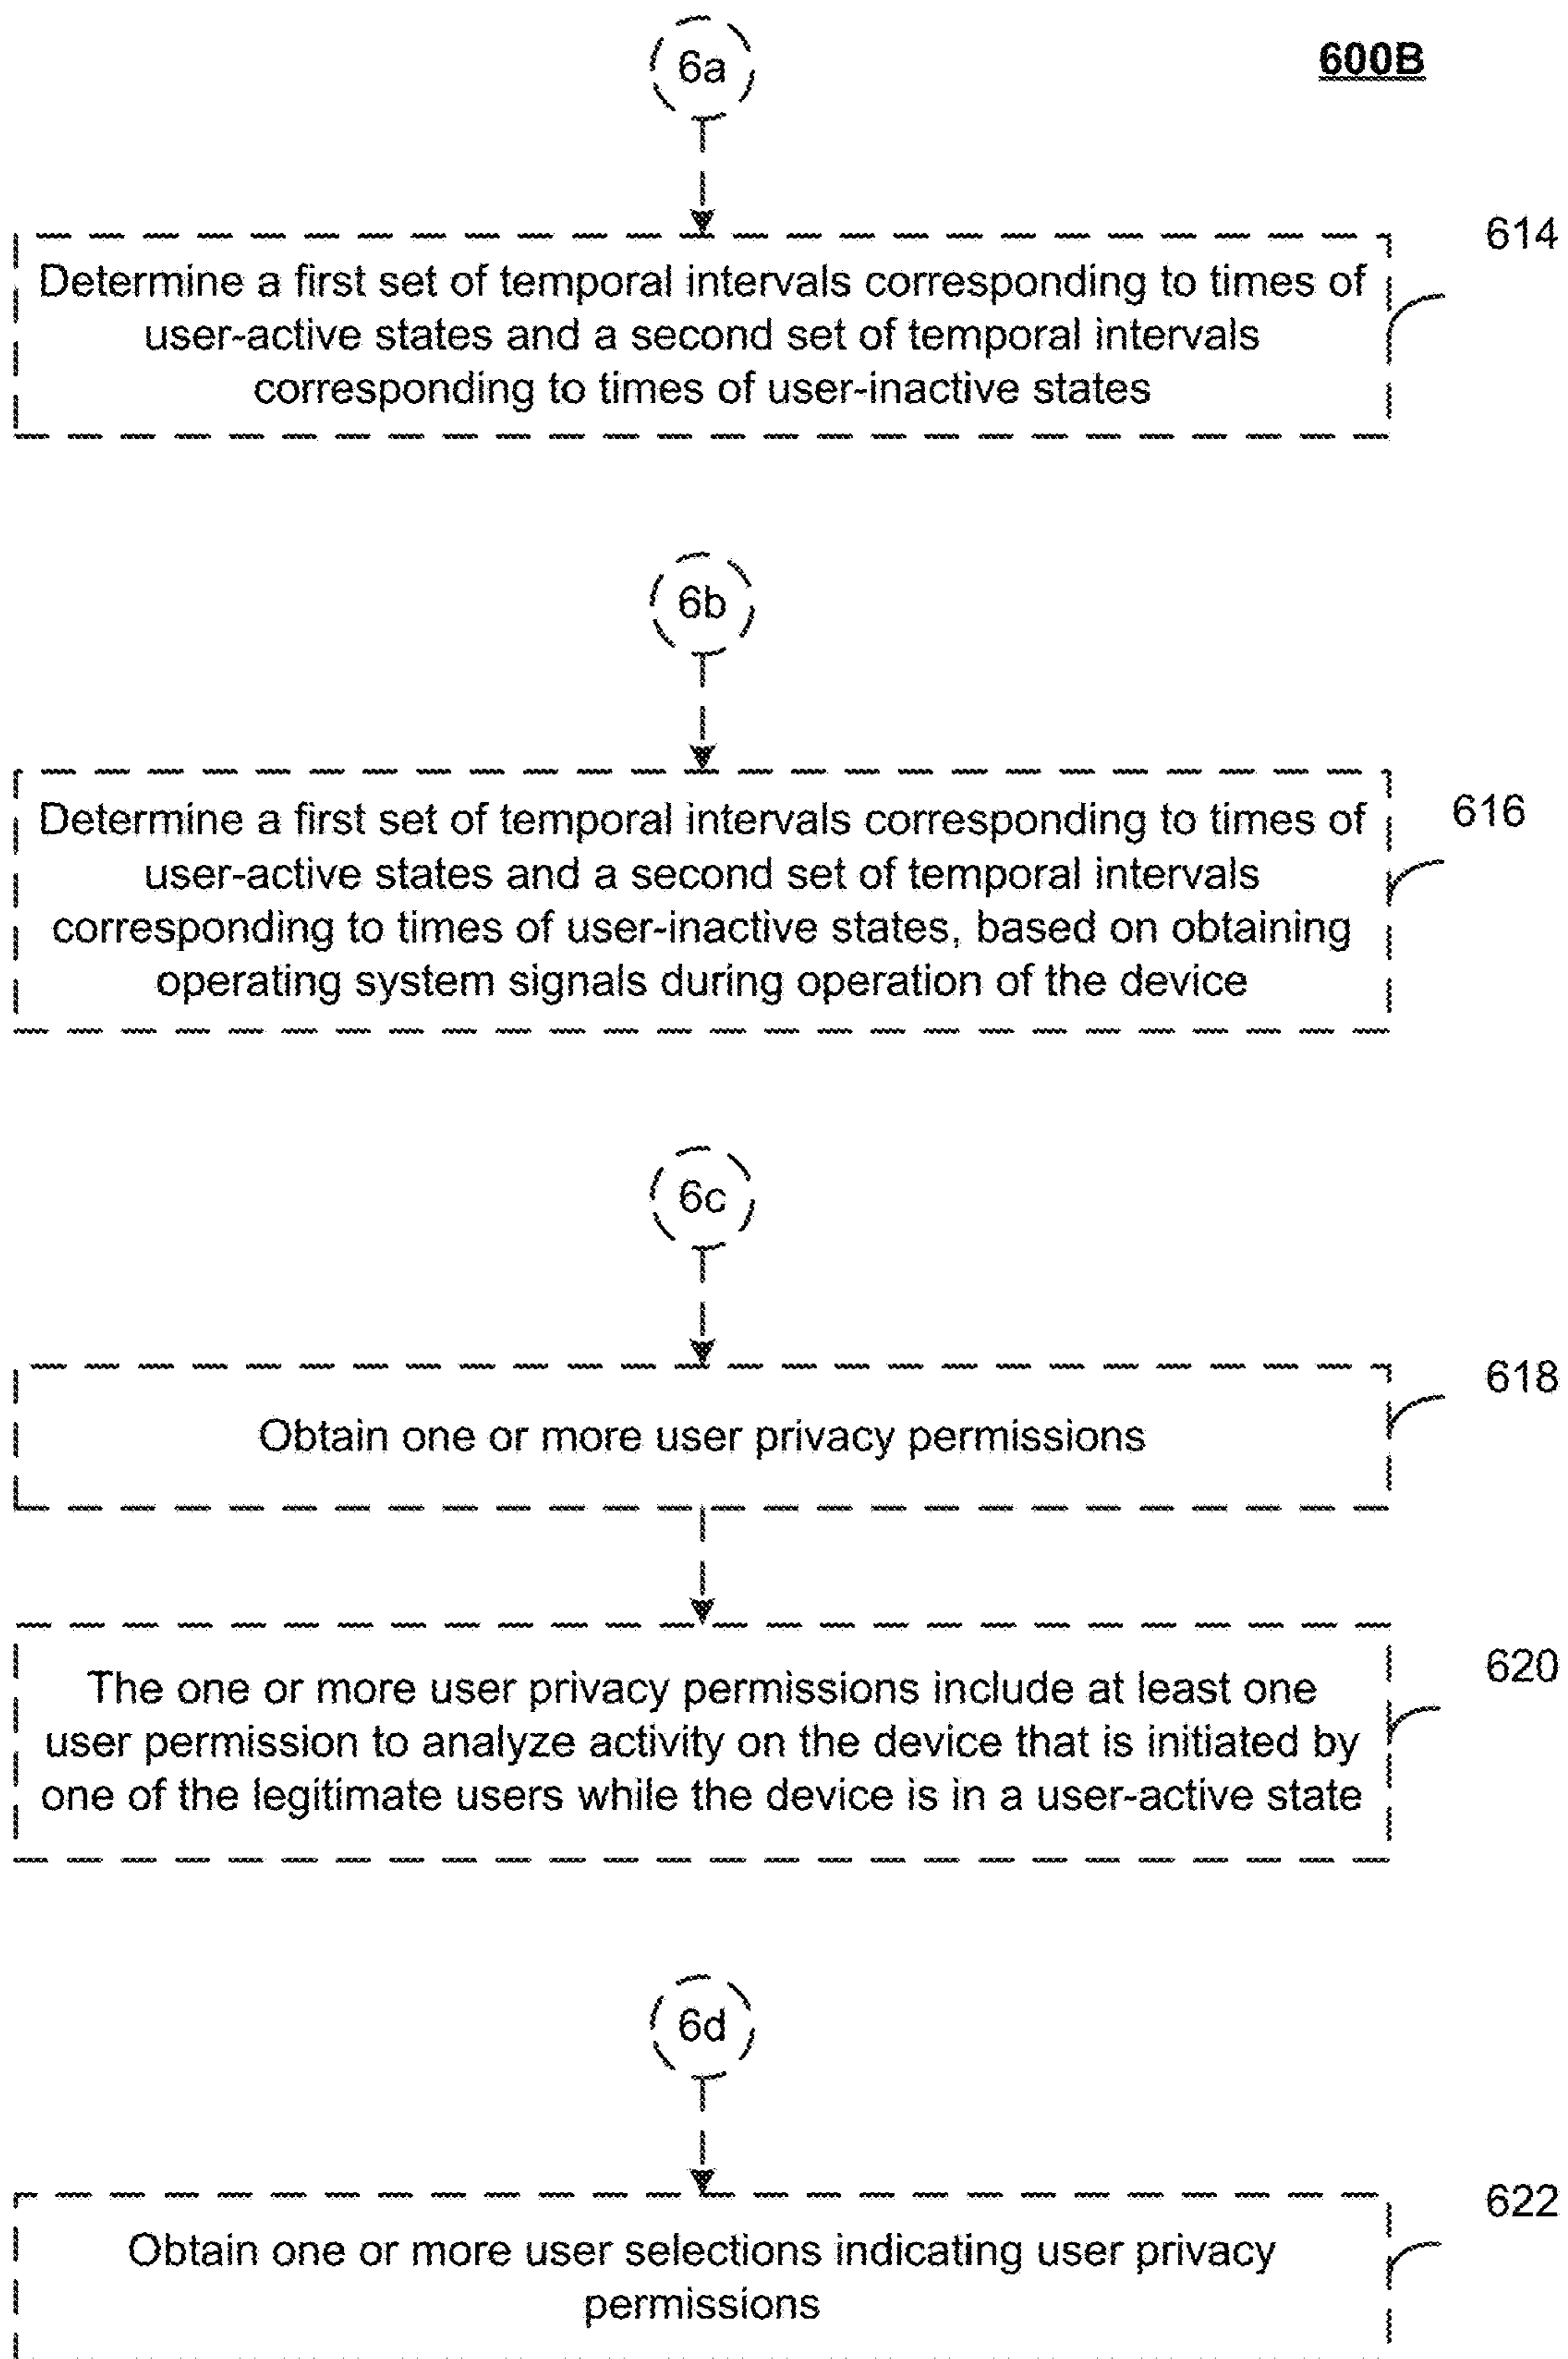 6a
600B
614
Determine a first set of temporal intervals corresponding to times of
user-active states and a second set of temporal intervals
corresponding to times of user-inactive states
6b
616
Determine a first set of temporal intervals corresponding to times of
user-active states and a second set of temporal intervals
corresponding to times of user-inactive states, based on obtaining
operating system signals during operation of the device
6c
618
Obtain one or more user privacy permissions
620
The one or more user privacy permissions include at least one
user permission to analyze activity on the device that is initiated by
one of the legitimate users while the device is in a user-active state
6d
622
Obtain one or more user selections indicating user privacy
permissions